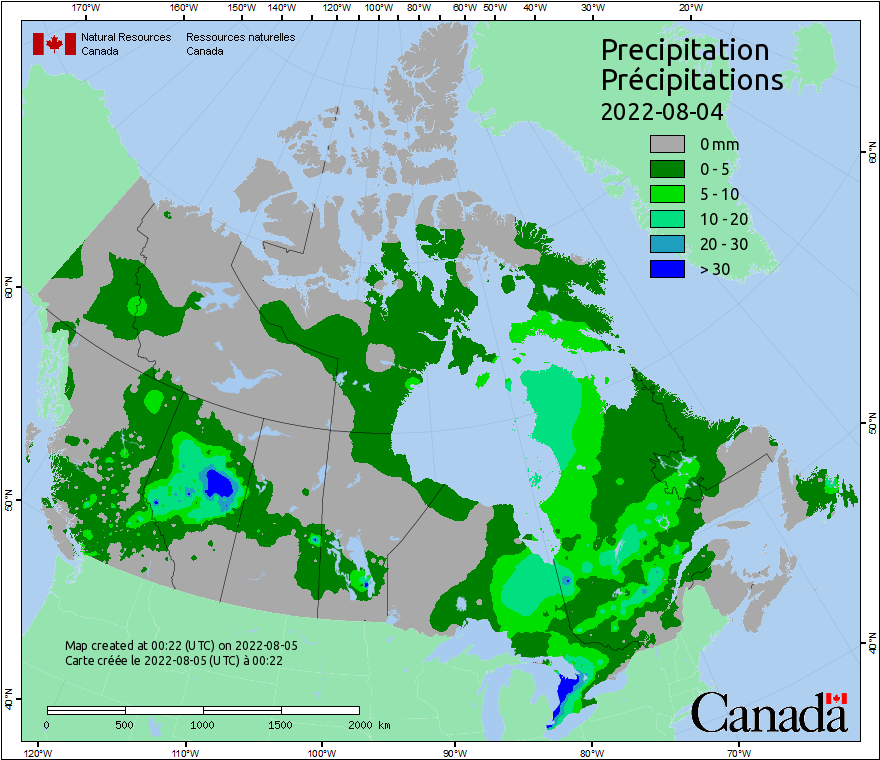 170°W 160°W 150°W 140°W 130°W 120°W 110°W 100°W 90°W 80°W 70°W 60°W 50°W 40°W 30°W 20°W
Natural Resources Canada
Ressources naturelles Canada
Precipitation
Précipitations
2022-08-04
0 mm
0 - 5
5 - 10
10 - 20
20 - 30
> 30
60°N
60°N
50°N
50°N
40°N
40°N
Map created at 00:22 (UTC) on 2022-08-05
Carte créée le 2022-08-05 (UTC) à 00:22
0 500 1000 1500 2000 km
Canada
120°W 110°W 100°W 90°W 80°W 70°W